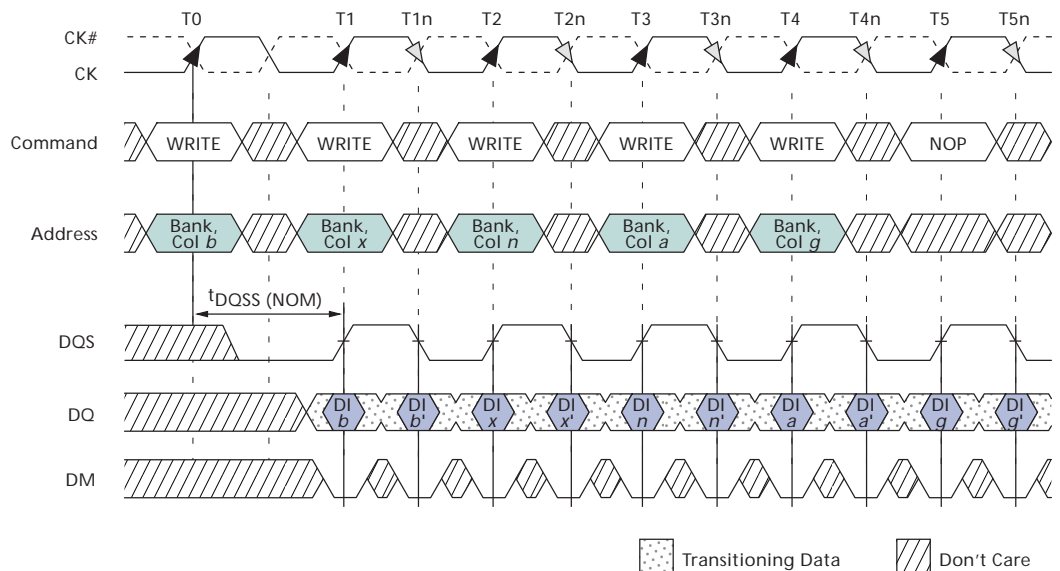 T0 T1 T1n T2 T2n T3 T3n T4 T4n T5 T5n
CK#
CK
Command WRITE WRITE WRITE WRITE WRITE NOP
Address
Bank, Col b
Bank, Col x
Bank, Col n
Bank, Col a
Bank, Col g
tDQSS (NOM)
DQS
DQ
DI b
DI b'
DI x
DI x'
DI n
DI n'
DI a
DI a'
DI g
DI g'
DM
Transitioning Data Don't Care